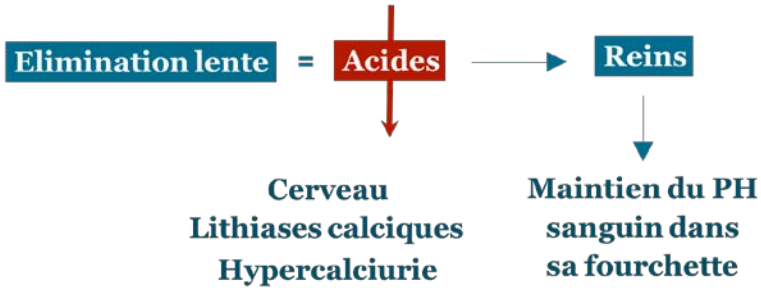 Elimination lente = Acides Reins
Cerveau
Lithiases calciques
Hypercalciurie
Maintien du PH
sanguin dans
sa fourchette